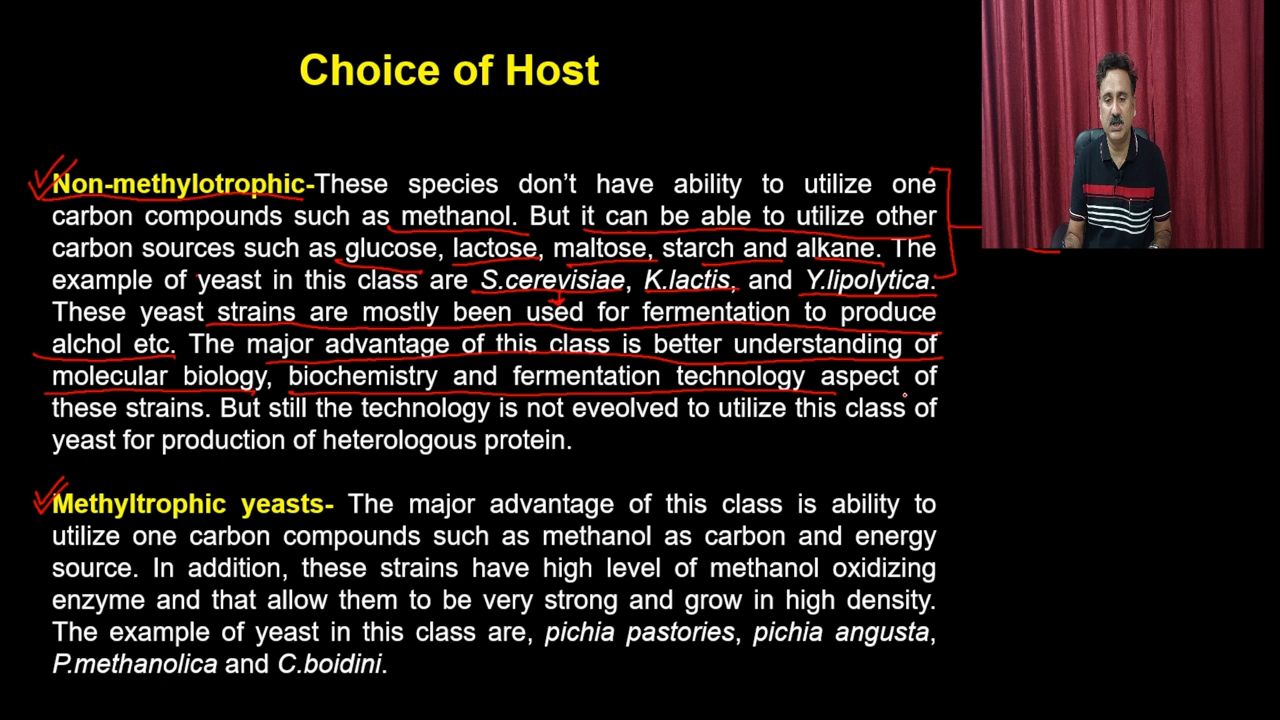 Choice of Host
Non-methylotrophic-These species don't have ability to utilize one
carbon compounds such as methanol. But it can be able to utilize other
carbon sources such as glucose, lactose, maltose, starch and alkane. The
example of yeast in this class are S.cerevisiae, K.lactis, and Y.lipolytica.
These yeast strains are mostly been used for fermentation to produce
alchol etc. The major advantage of this class is better understanding of
molecular biology, biochemistry and fermentation technology aspect of
these strains. But still the technology is not eveolved to utilize this class of
yeast for production of heterologous protein.
Methyltrophic yeasts- The major advantage of this class is ability to
utilize one carbon compounds such as methanol as carbon and energy
source. In addition, these strains have high level of methanol oxidizing
enzyme and that allow them to be very strong and grow in high density.
The example of yeast in this class are, pichia pastories, pichia angusta,
P.methanolica and C.boidini.